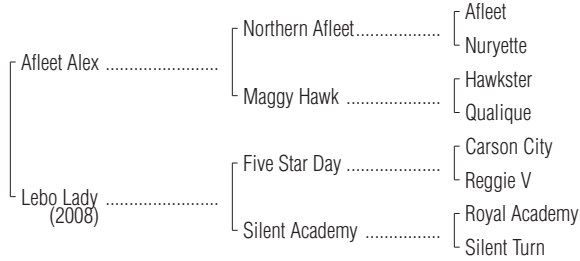 Afleet
Northern Afleet....................
Nuryette
Afleet Alex ........................
Hawkster
Maggy Hawk ....................
Qualique
Carson City
Five Star Day .....................
Reggie V
Lebo Lady ........................
(2008)
Royal Academy
Silent Academy ................
Silent Turn